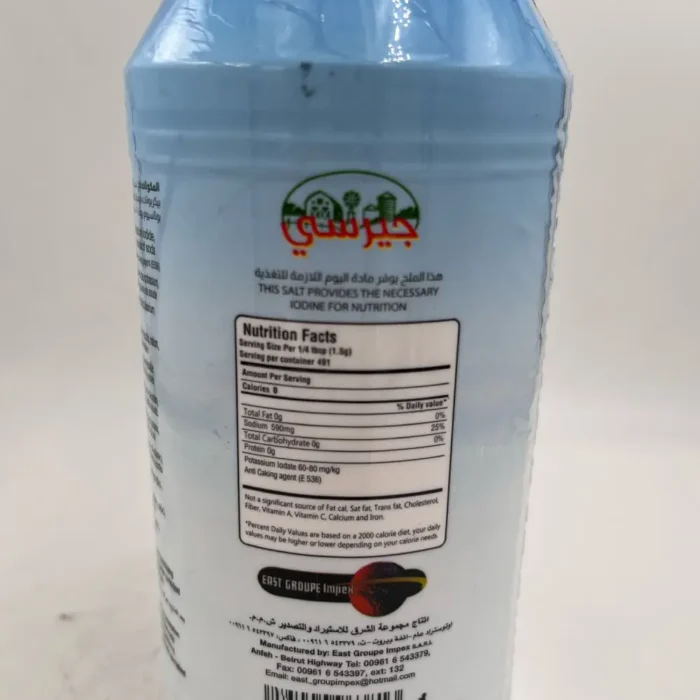 جيرسي
هذا الملح يوفر مادة اليوم اللازمة للتغذية
THIS SALT PROVIDES THE NECESSARY
IODINE FOR NUTRITION
Nutrition Facts
Serving Size Per 1/4 tbsp (1.5g)
Serving per container 491
Amount Per Serving
Calories 0
% Daily value*
Total Fat 0g 0%
Sodium 590mg 25%
Total Carbohydrate 0g 0%
Protein 0g
Potassium Iodate 60-80 mg/kg
Anti Caking agent (E 536)
Not a significant source of Fat cal, Sat fat, Trans fat, Cholesterol,
Fiber, Vitamin A, Vitamin C, Calcium and Iron.
*Percent Daily Values are based on a 2000 calorie diet, your daily
values may be higher or lower depending on your calorie needs.
EAST GROUPE Impex
انتاج مجموعة الشرق للاستيراد والتصدير ش.م.م.
Manufactured by: East Groupe Impex s.a.r.l.
Anfeh - Beirut Highway Tel: 00961 6 543379,
Fax: 00961 6 543397, ext: 132
Email: east_groupimpex@hotmail.com